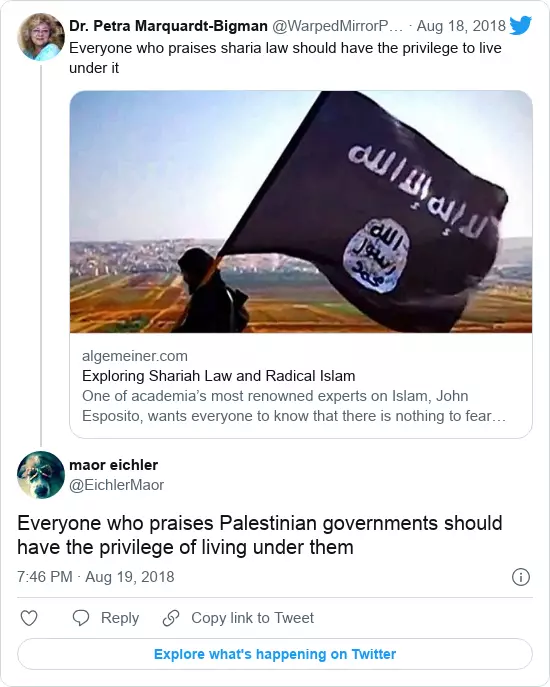 Dr. Petra Marquardt-Bigman @WarpedMirrorP… · Aug 18, 2018
Everyone who praises sharia law should have the privilege to live
under it
لا إله إلا الله
الله
رسول
محمد
algemeiner.com
Exploring Shariah Law and Radical Islam
One of academia’s most renowned experts on Islam, John
Esposito, wants everyone to know that there is nothing to fear…
maor eichler
@EichlerMaor
Everyone who praises Palestinian governments should
have the privilege of living under them
7:46 PM · Aug 19, 2018
Reply Copy link to Tweet
Explore what's happening on Twitter